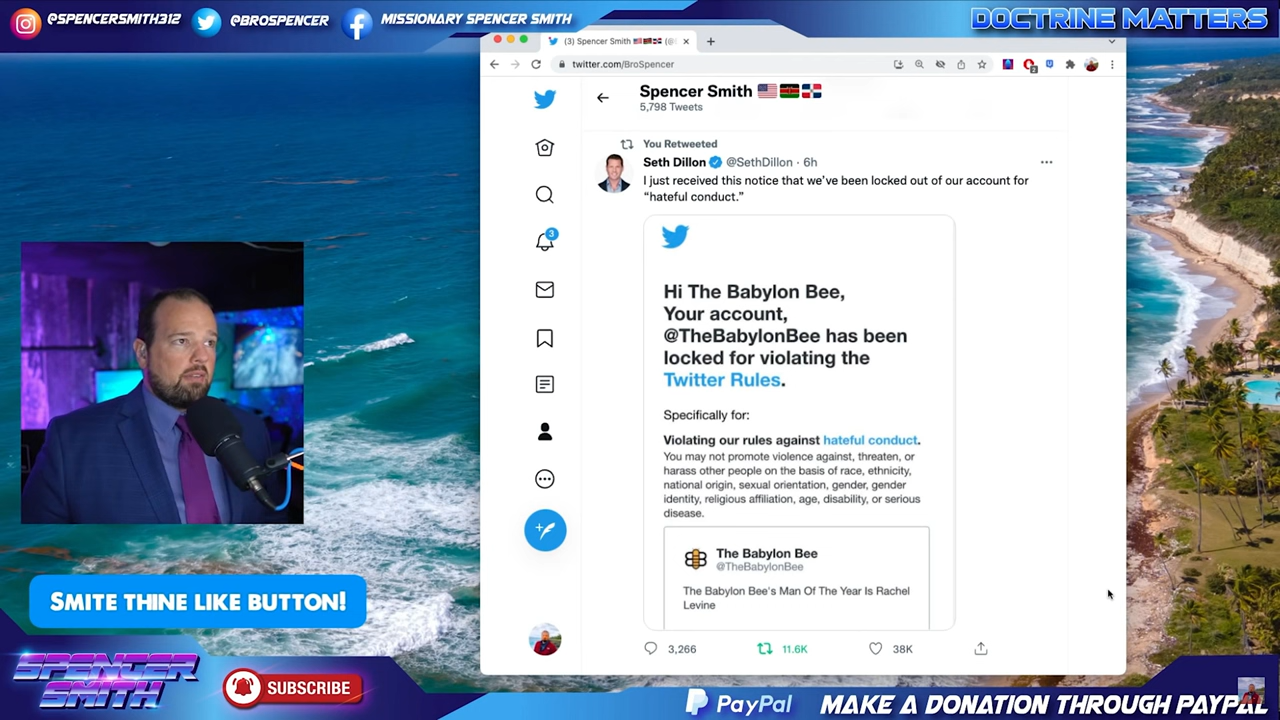 @SPENCERSMITH312
@BROSPENCER
MISSIONARY SPENCER SMITH
DOCTRINE MATTERS
(3) Spencer Smith
twitter.com/BroSpencer
2
Spencer Smith
5,798 Tweets
You Retweeted
Seth Dillon @SethDillon · 6h
I just received this notice that we've been locked out of our account for
"hateful conduct."
3
Hi The Babylon Bee,
Your account,
@TheBabylonBee has been
locked for violating the
Twitter Rules.
Specifically for:
Violating our rules against hateful conduct.
You may not promote violence against, threaten, or
harass other people on the basis of race, ethnicity,
national origin, sexual orientation, gender, gender
identity, religious affiliation, age, disability, or serious
disease.
The Babylon Bee
@TheBabylonBee
The Babylon Bee's Man Of The Year Is Rachel
Levine
3,266
11.6K
38K
SMITE THINE LIKE BUTTON!
SPENCER
SMITH
SUBSCRIBE
PayPal
MAKE A DONATION THROUGH PAYPAL